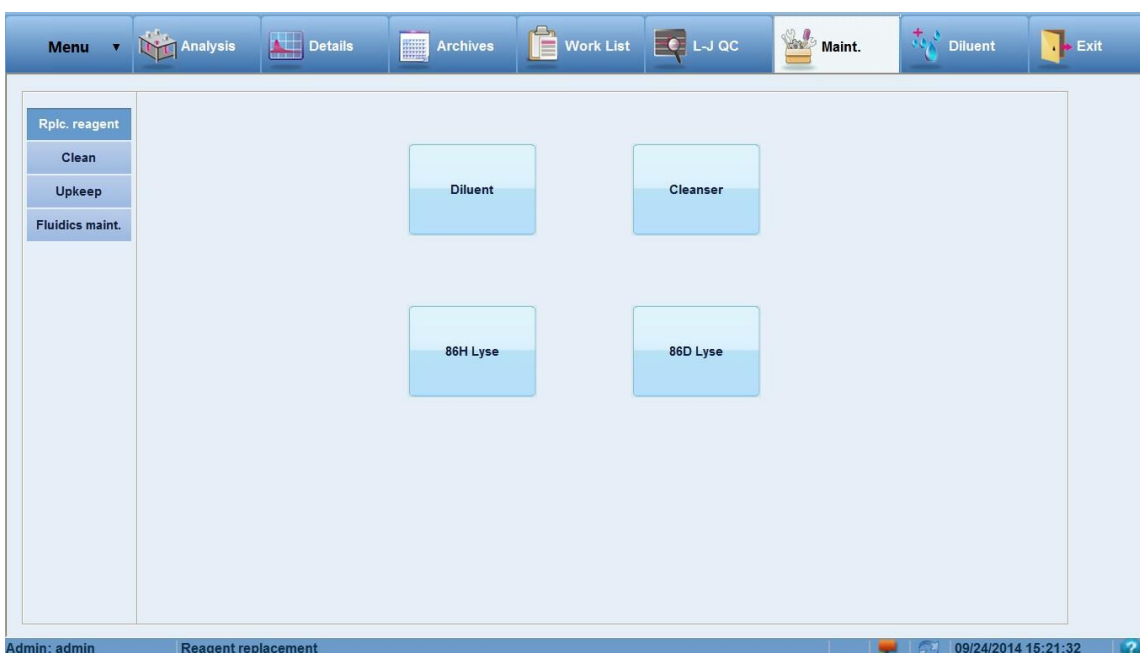 Menu ▼ Analysis Details Archives Work List L-J QC Maint. Diluent Exit
Rplc. reagent
Clean
Upkeep
Fluidics maint.
Diluent Cleanser
86H Lyse 86D Lyse
Admin: admin Reagent replacement 09/24/2014 15:21:32 ?